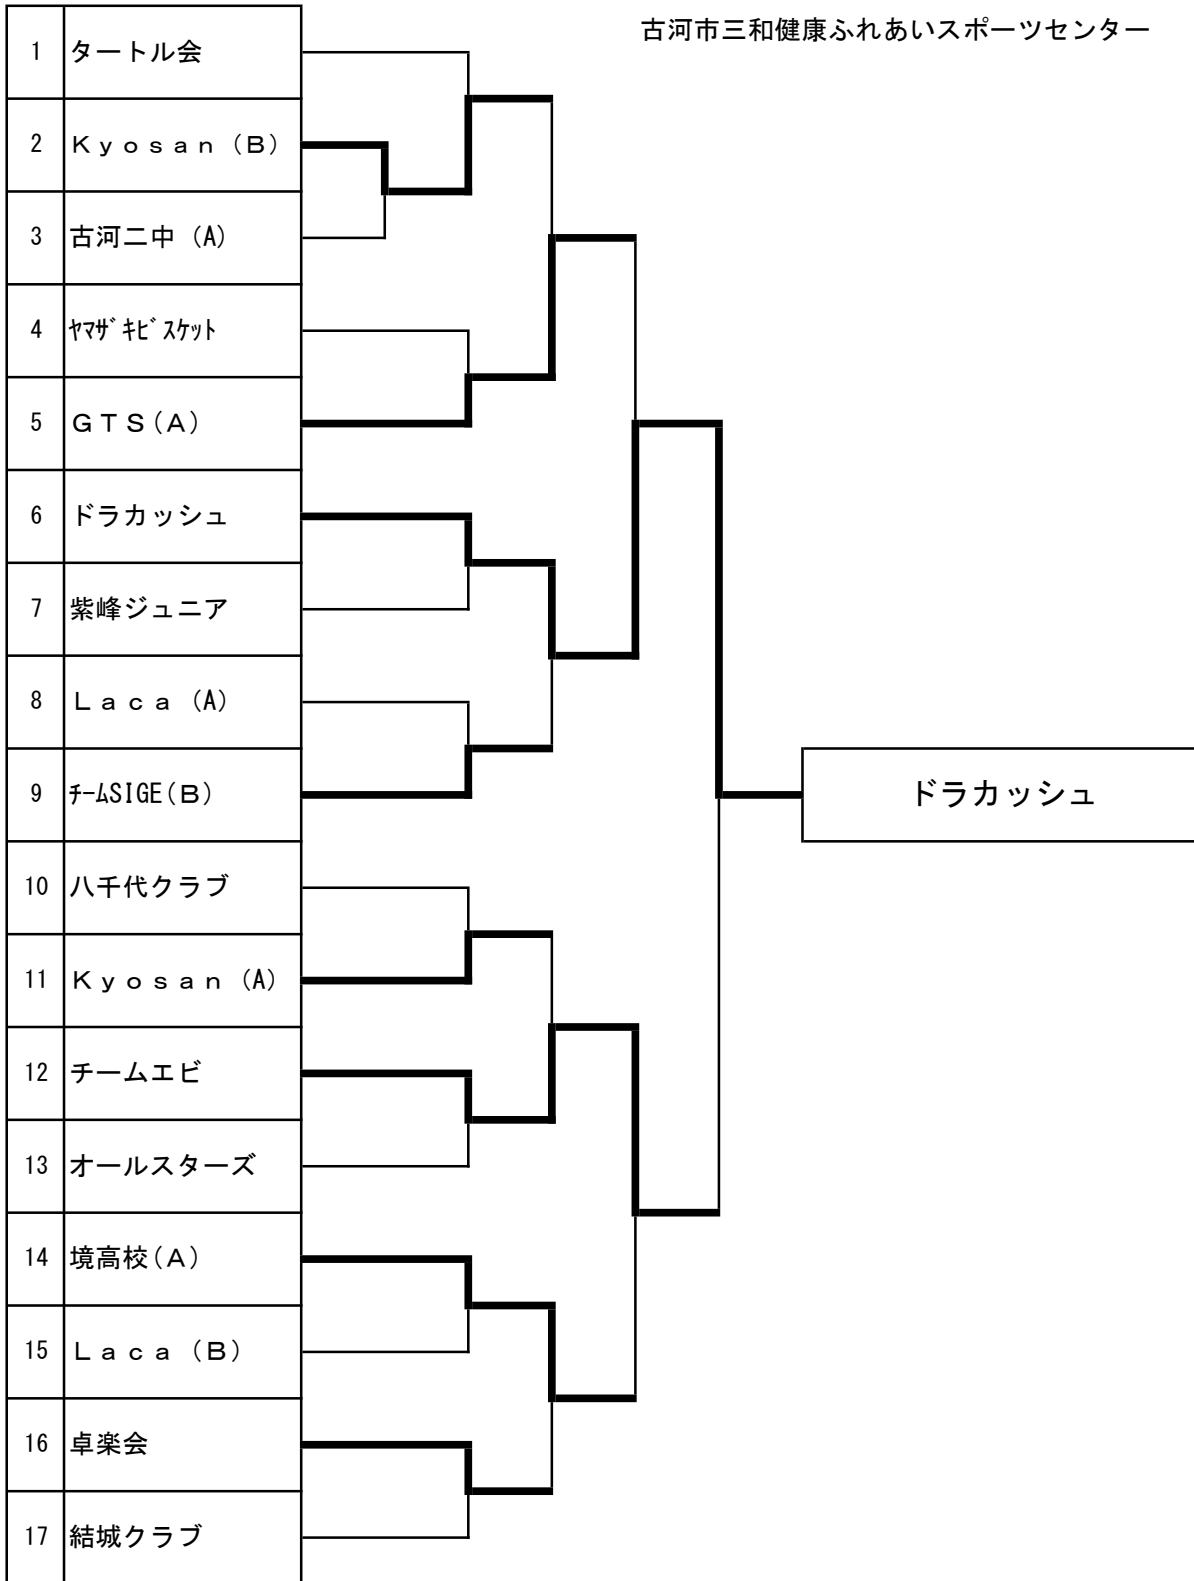 古河市三和健康ふれあいスポーツセンター
1 タートル会
2 Ｋｙｏｓａｎ（Ｂ）
3 古河二中 (A)
4 ﾔﾏｻﾞｷﾋﾞｽｹｯﾄ
5 ＧＴＳ(Ａ)
6 ドラカッシュ
7 紫峰ジュニア
8 Ｌａｃａ (A)
9 ﾁｰﾑSIGE(Ｂ)
ドラカッシュ
10 八千代クラブ
11 Ｋｙｏｓａｎ (A)
12 チームエビ
13 オールスターズ
14 境高校(Ａ)
15 Ｌａｃａ（Ｂ）
16 卓楽会
17 結城クラブ